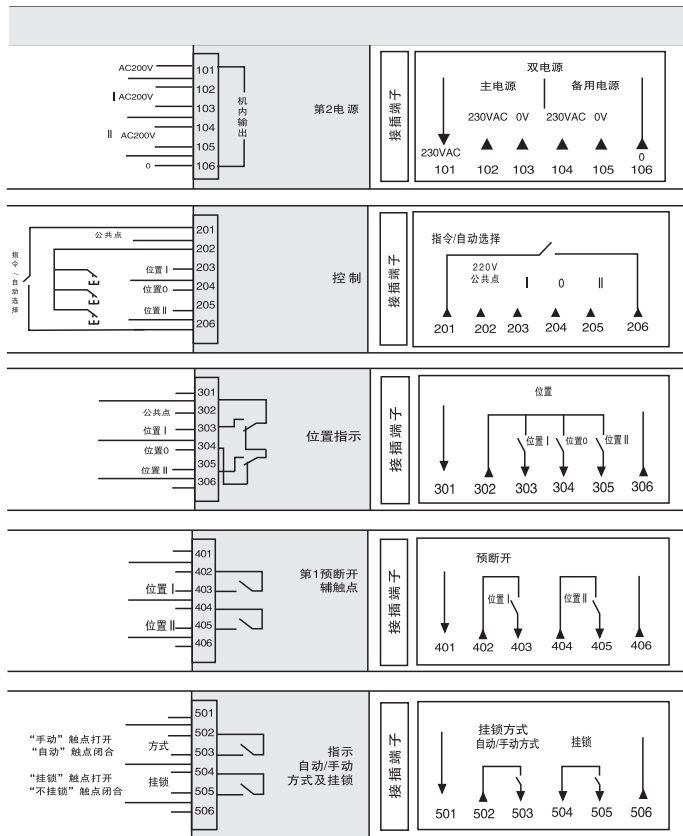 AC200V
101
102
Ⅰ AC200V
103
104
Ⅱ AC200V
105
0
106
机内输出
第2电源
接插端子
双电源
主电源
备用电源
230VAC 0V
230VAC 0V
230VAC
0
101 102 103 104 105 106
指令/自动选择
公共点
201
202
位置Ⅰ
203
位置0
204
205
位置Ⅱ
206
控制
接插端子
指令/自动选择
220V
公共点
Ⅰ 0 Ⅱ
201 202 203 204 205 206
301
公共点
302
位置Ⅰ
303
位置0
304
位置Ⅱ
305
306
位置指示
接插端子
位置
位置Ⅰ 位置0 位置Ⅱ
301 302 303 304 305 306
401
402
位置Ⅰ
403
404
位置Ⅱ
405
406
第1预断开
辅触点
接插端子
预断开
位置Ⅰ 位置Ⅱ
401 402 403 404 405 406
501
502
“手动”触点打开
“自动”触点闭合
方式
503
504
“挂锁”触点打开
“不挂锁”触点闭合
挂锁
505
506
指示
自动/手动
方式及挂锁
接插端子
挂锁方式
自动/手动方式
挂锁
501 502 503 504 505 506